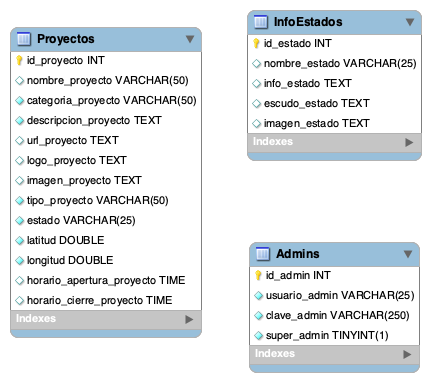 Proyectos
id_proyecto INT
nombre_proyecto VARCHAR(50)
categoria_proyecto VARCHAR(50)
descripcion_proyecto TEXT
url_proyecto TEXT
logo_proyecto TEXT
imagen_proyecto TEXT
tipo_proyecto VARCHAR(50)
estado VARCHAR(25)
latitud DOUBLE
longitud DOUBLE
horario_apertura_proyecto TIME
horario_cierre_proyecto TIME
Indexes
InfoEstados
id_estado INT
nombre_estado VARCHAR(25)
info_estado TEXT
escudo_estado TEXT
imagen_estado TEXT
Indexes
Admins
id_admin INT
usuario_admin VARCHAR(25)
clave_admin VARCHAR(250)
super_admin TINYINT(1)
Indexes